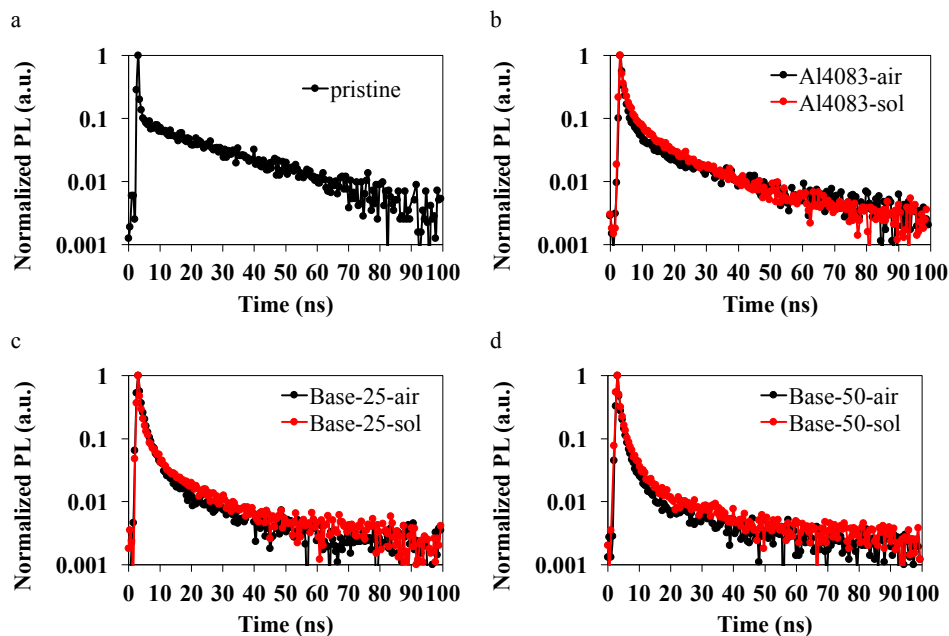 a
1
0.1
0.01
0.001
Normalized PL (a.u.)
pristine
0 10 20 30 40 50 60 70 80 90 100
Time (ns)
b
1
0.1
0.01
0.001
Normalized PL (a.u.)
Al4083-air
Al4083-sol
0 10 20 30 40 50 60 70 80 90 100
Time (ns)
c
1
0.1
0.01
0.001
Normalized PL (a.u.)
Base-25-air
Base-25-sol
0 10 20 30 40 50 60 70 80 90 100
Time (ns)
d
1
0.1
0.01
0.001
Normalized PL (a.u.)
Base-50-air
Base-50-sol
0 10 20 30 40 50 60 70 80 90 100
Time (ns)